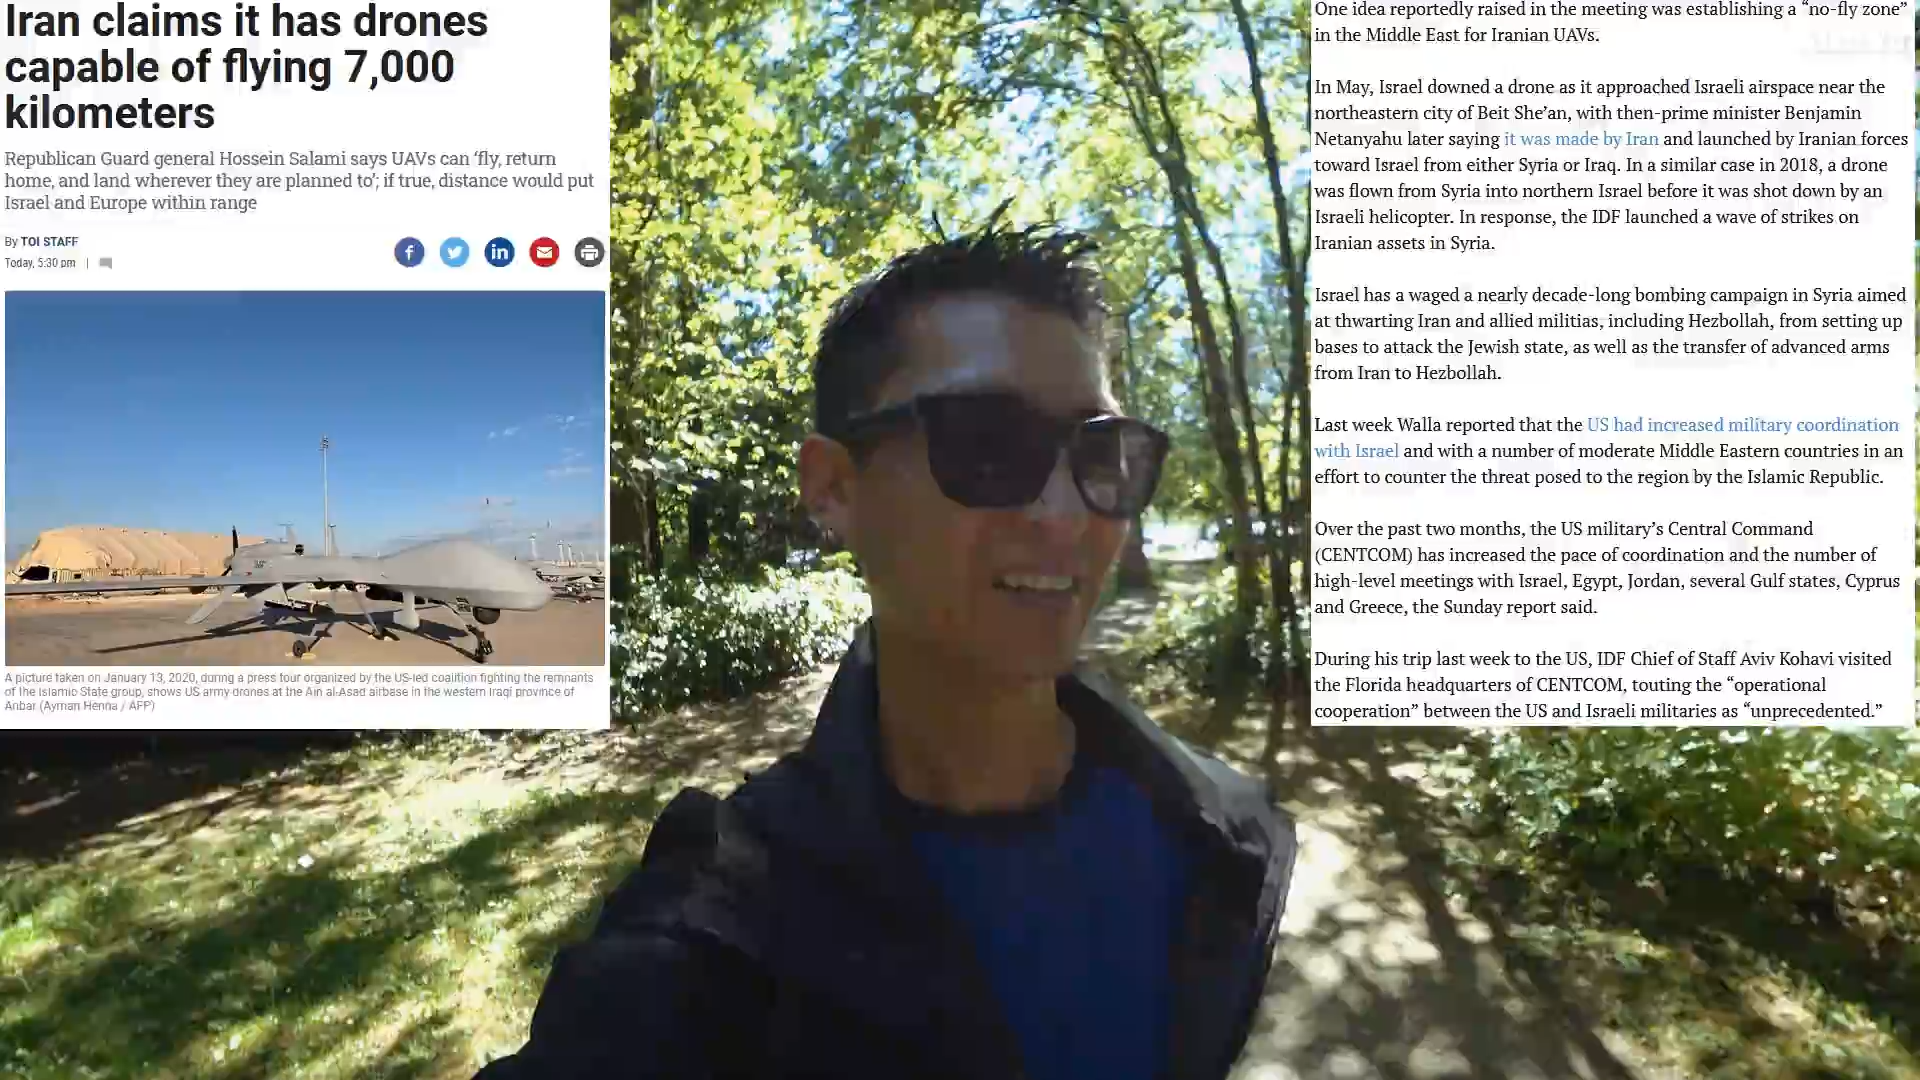 Iran claims it has drones
capable of flying 7,000
kilometers
Republican Guard general Hossein Salami says UAVs can ‘fly, return
home, and land wherever they are planned to’; if true, distance would put
Israel and Europe within range
By TOI STAFF
Today, 5:30 pm |
A picture taken on January 13, 2020, during a press tour organized by the US-led coalition fighting the remnants
of the Islamic State group, shows US army drones at the Ain al-Asad airbase in the western Iraqi province of
Anbar (Ayman Henna / AFP)
One idea reportedly raised in the meeting was establishing a “no-fly zone”
in the Middle East for Iranian UAVs.
In May, Israel downed a drone as it approached Israeli airspace near the
northeastern city of Beit She’an, with then-prime minister Benjamin
Netanyahu later saying it was made by Iran and launched by Iranian forces
toward Israel from either Syria or Iraq. In a similar case in 2018, a drone
was flown from Syria into northern Israel before it was shot down by an
Israeli helicopter. In response, the IDF launched a wave of strikes on
Iranian assets in Syria.
Israel has a waged a nearly decade-long bombing campaign in Syria aimed
at thwarting Iran and allied militias, including Hezbollah, from setting up
bases to attack the Jewish state, as well as the transfer of advanced arms
from Iran to Hezbollah.
Last week Walla reported that the US had increased military coordination
with Israel and with a number of moderate Middle Eastern countries in an
effort to counter the threat posed to the region by the Islamic Republic.
Over the past two months, the US military’s Central Command
(CENTCOM) has increased the pace of coordination and the number of
high-level meetings with Israel, Egypt, Jordan, several Gulf states, Cyprus
and Greece, the Sunday report said.
During his trip last week to the US, IDF Chief of Staff Aviv Kohavi visited
the Florida headquarters of CENTCOM, touting the “operational
cooperation” between the US and Israeli militaries as “unprecedented.”